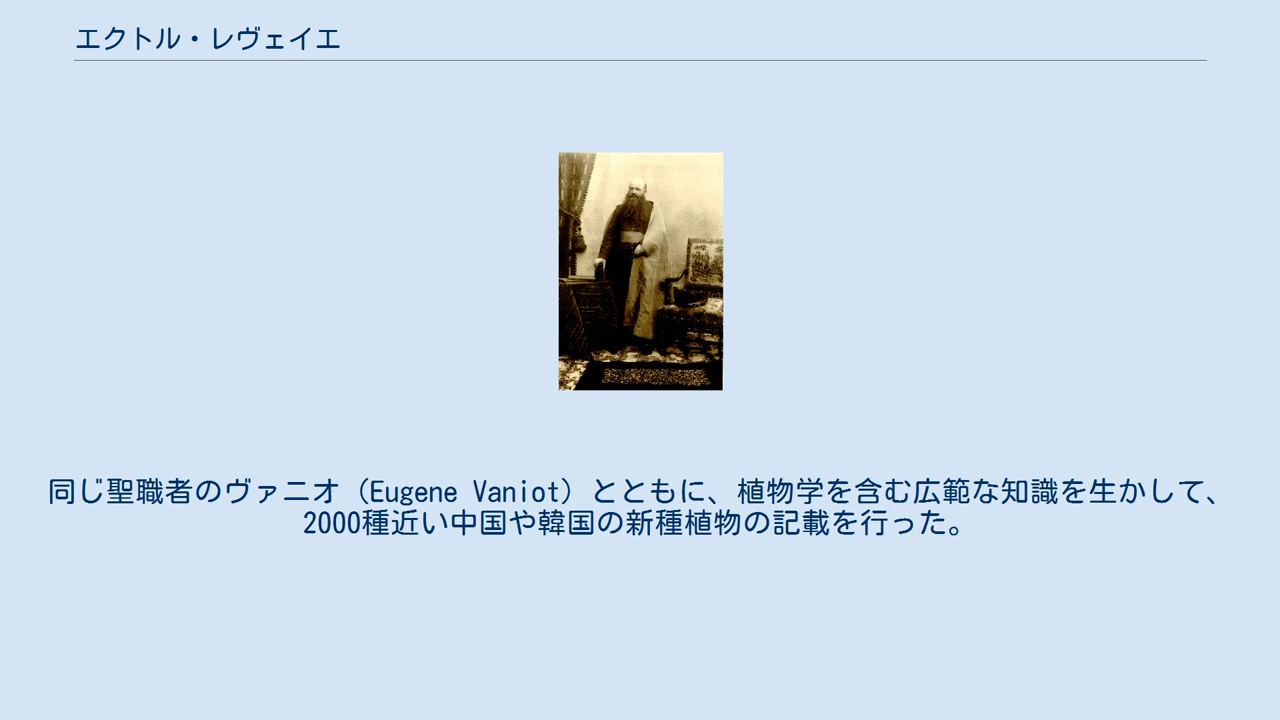 エクトル・レヴェイエ
同じ聖職者のヴァニオ（Eugene Vaniot）とともに、植物学を含む広範な知識を生かして、
2000種近い中国や韓国の新種植物の記載を行った。